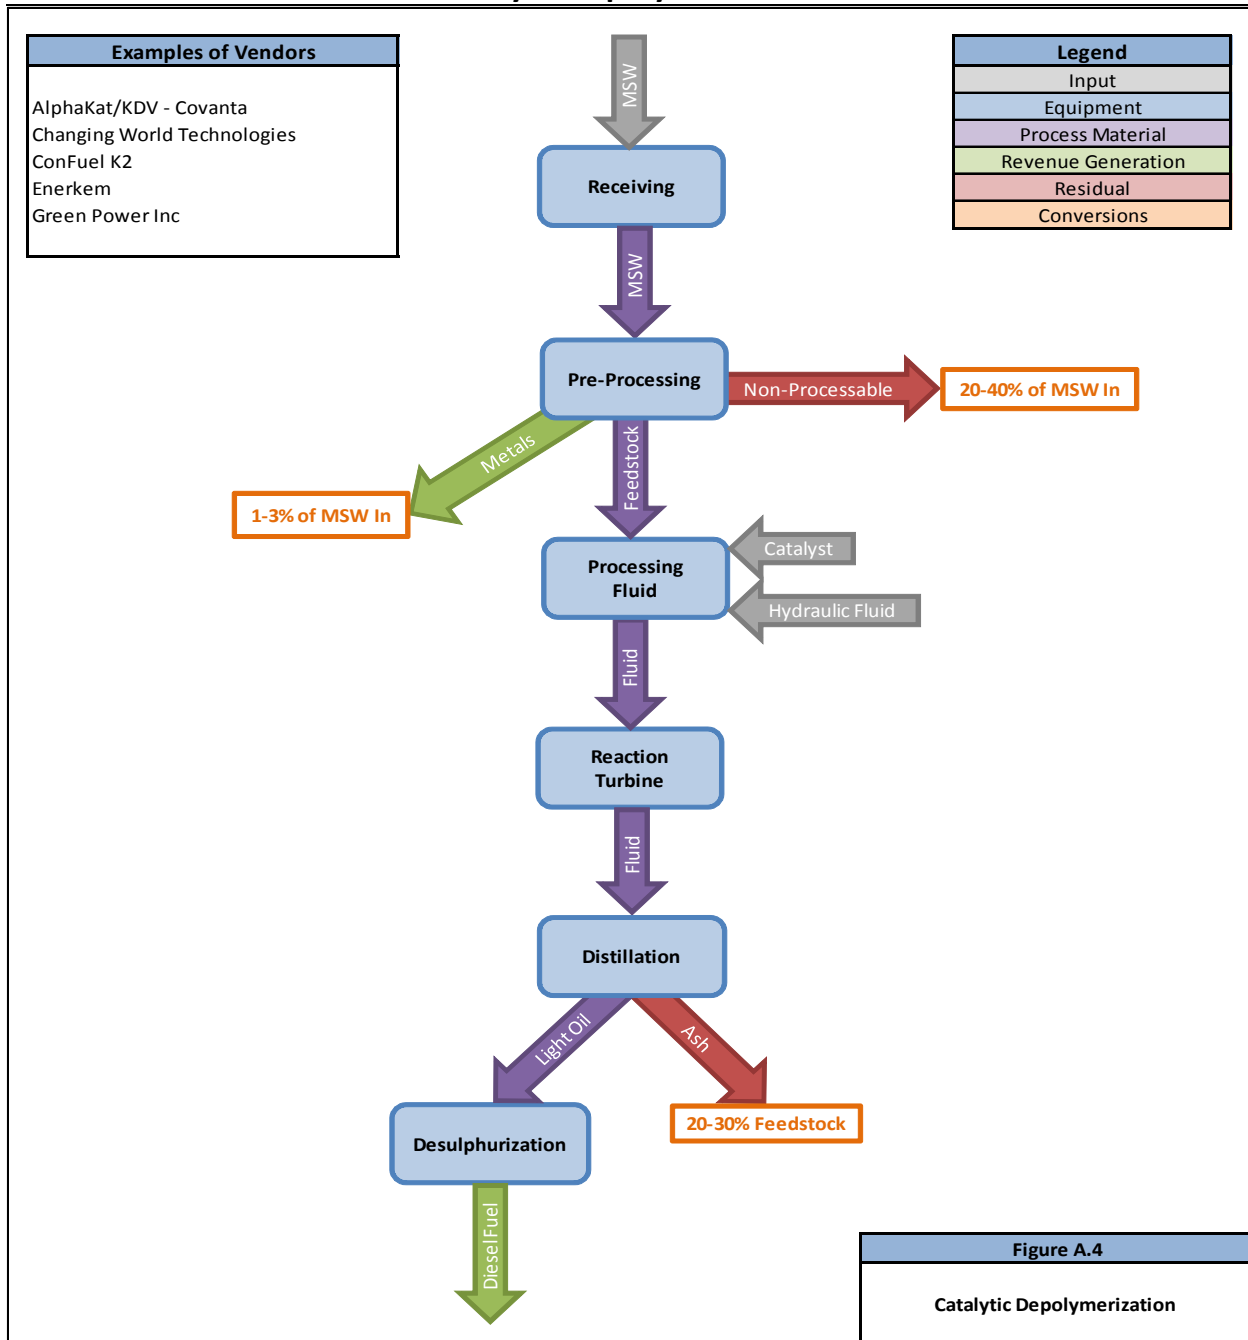 Examples of Vendors
AlphaKat/KDV - Covanta
Changing World Technologies
ConFuel K2
Enerkem
Green Power Inc
Legend
Input
Equipment
Process Material
Revenue Generation
Residual
Conversions
MSW
Receiving
MSW
Pre-Processing
Non-Processable
20-40% of MSW In
Metals
1-3% of MSW In
Feedstock
Processing
Fluid
Catalyst
Hydraulic Fluid
Fluid
Reaction
Turbine
Fluid
Distillation
Light Oil
Ash
20-30% Feedstock
Desulphurization
Diesel Fuel
Figure A.4
Catalytic Depolymerization